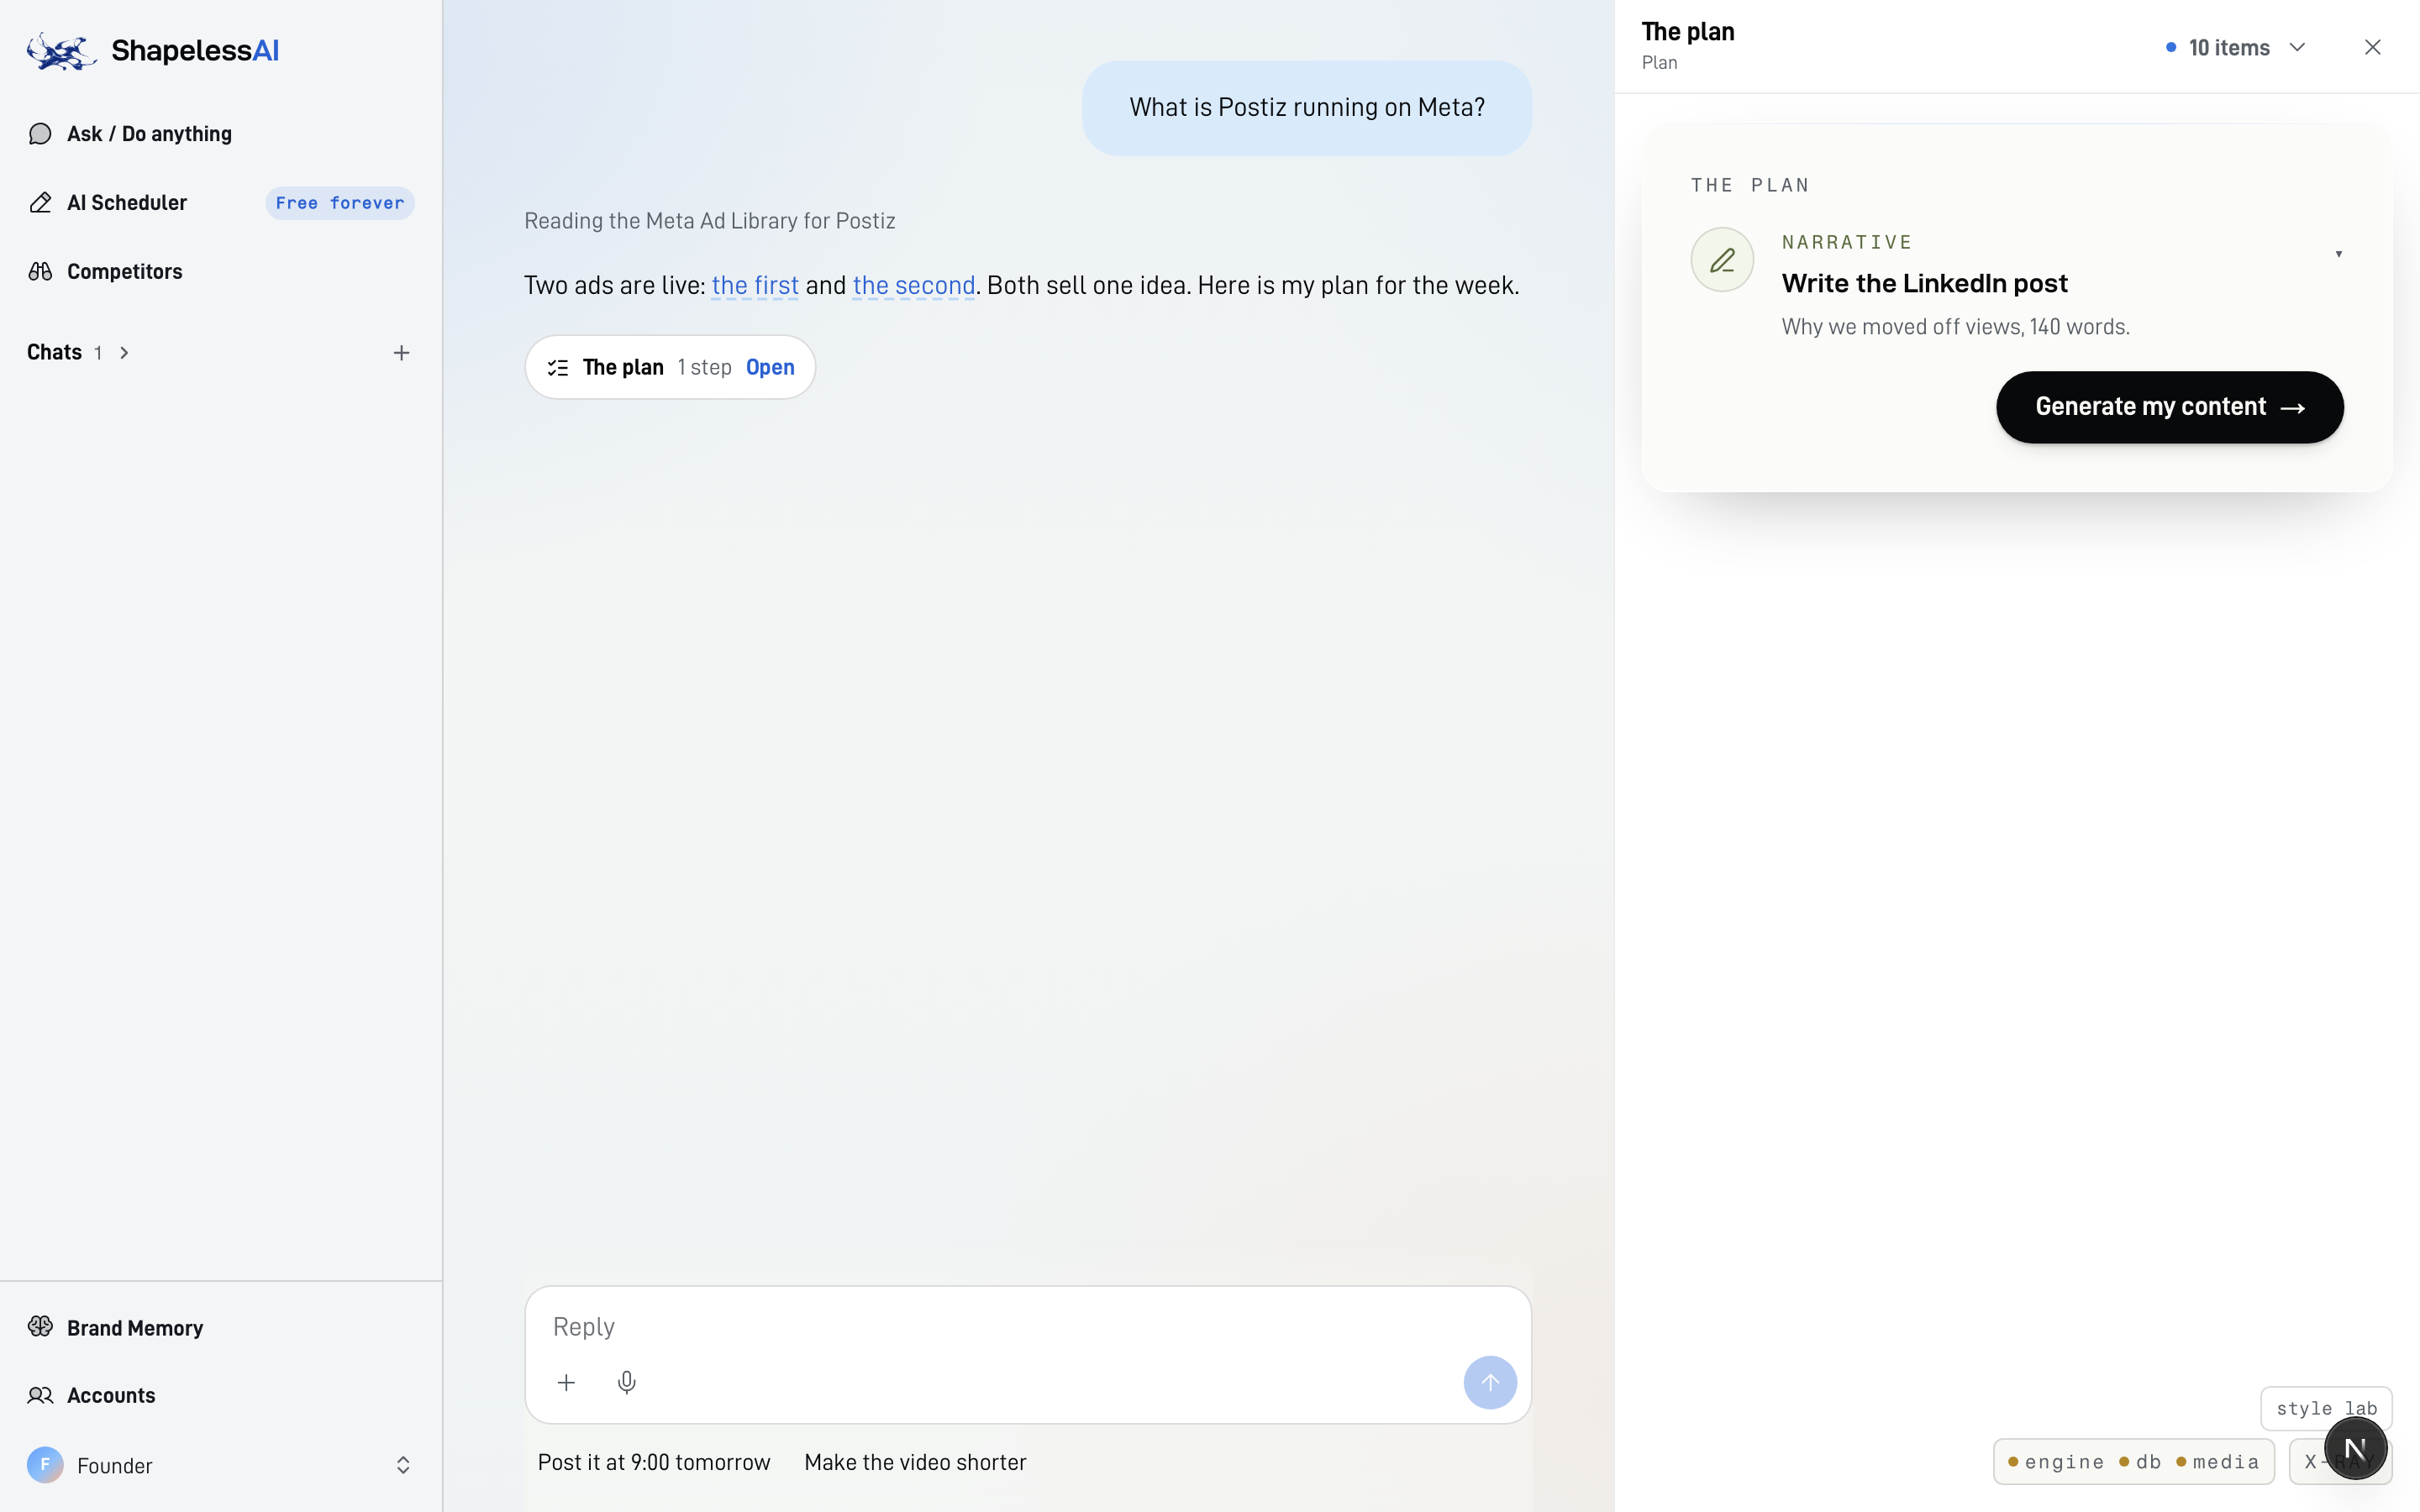 ShapelessAI
Ask / Do anything
AI Scheduler
Free forever
Competitors
Chats 1
Brand Memory
Accounts
F
Founder
What is Postiz running on Meta?
Reading the Meta Ad Library for Postiz
Two ads are live: the first and the second. Both sell one idea. Here is my plan for the week.
The plan 1 step Open
Reply
Post it at 9:00 tomorrow
Make the video shorter
The plan
Plan
10 items
THE PLAN
NARRATIVE
Write the LinkedIn post
Why we moved off views, 140 words.
Generate my content →
style lab
engine db media
X-RAY
N